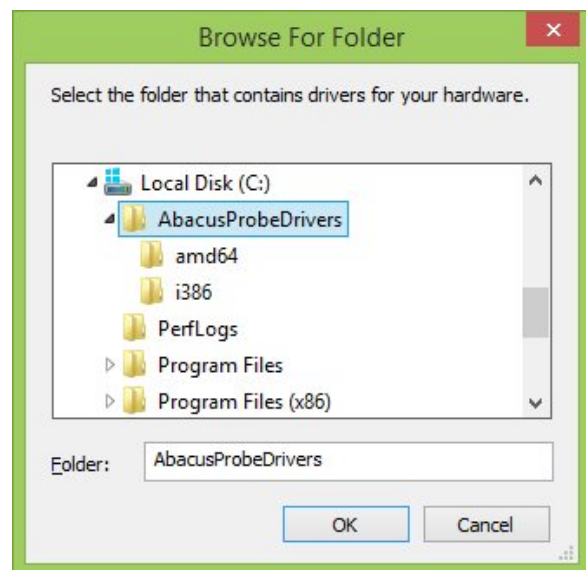 Browse For Folder
Select the folder that contains drivers for your hardware.
Local Disk (C:)
AbacusProbeDrivers
amd64
i386
PerfLogs
Program Files
Program Files (x86)
Folder: AbacusProbeDrivers
OK Cancel